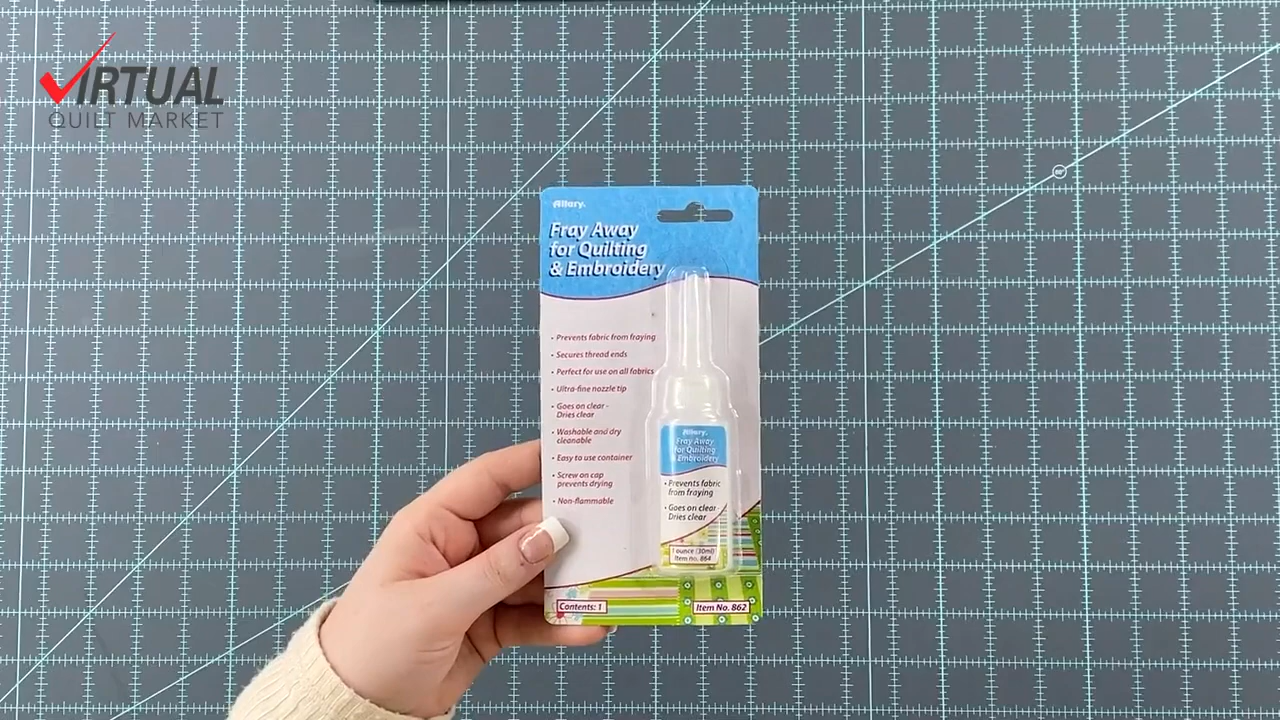 VIRTUAL
QUILT MARKET
Allary.
Fray Away
for Quilting
& Embroidery
• Prevents fabric from fraying
• Secures thread ends
• Perfect for use on all fabrics
• Ultra-fine nozzle tip
• Goes on clear -
Dries clear
• Washable and dry
cleanable
• Easy to use container
• Screw on cap
prevents drying
• Non-flammable
Contents: 1
Item No. 862
Allary.
Fray Away
for Quilting
& Embroidery
• Prevents fabric
from fraying
• Goes on clear -
Dries clear
1 ounce (30ml)
Item no. 864